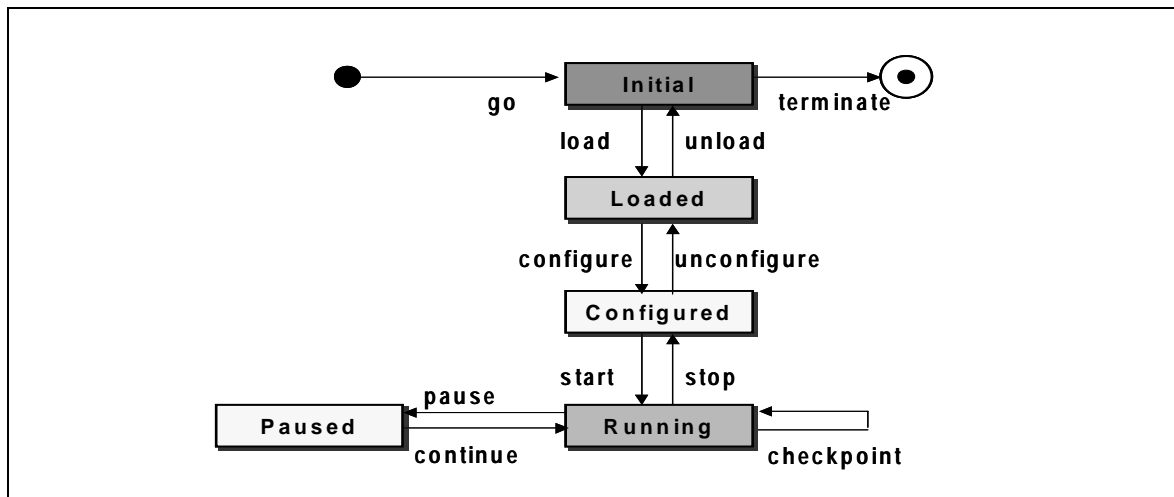 Initial
go
terminate
load
unload
Loaded
configure
unconfigure
Configured
start
stop
pause
Paused
Running
continue
checkpoint